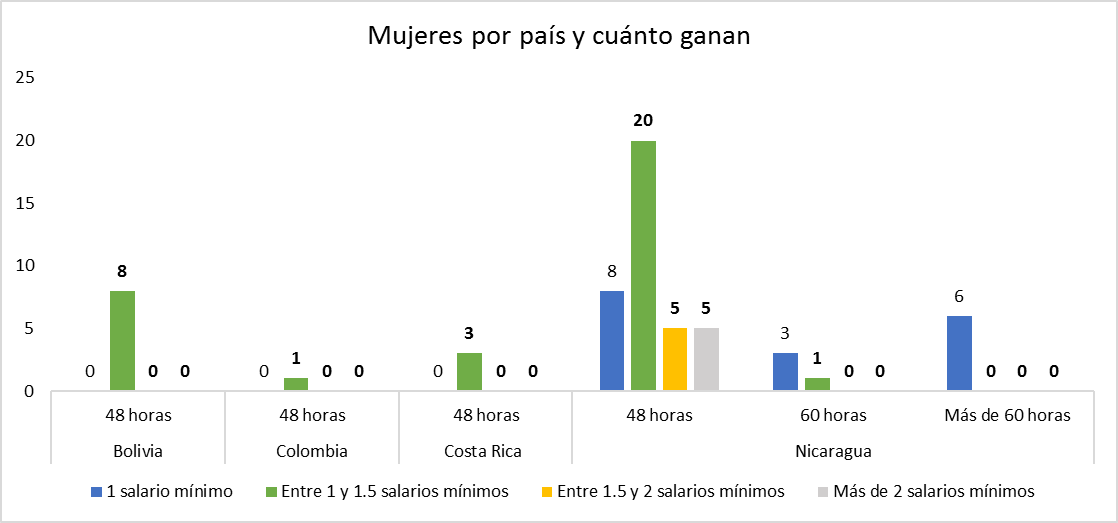 Mujeres por país y cuánto ganan
25
20
15
10
5
0
0 8 0 0
0 1 0 0
0 3 0 0
8 20 5 5
3 1 0 0
6 0 0 0
48 horas 48 horas 48 horas 48 horas 60 horas Más de 60 horas
Bolivia Colombia Costa Rica Nicaragua
1 salario mínimo Entre 1 y 1.5 salarios mínimos Entre 1.5 y 2 salarios mínimos Más de 2 salarios mínimos